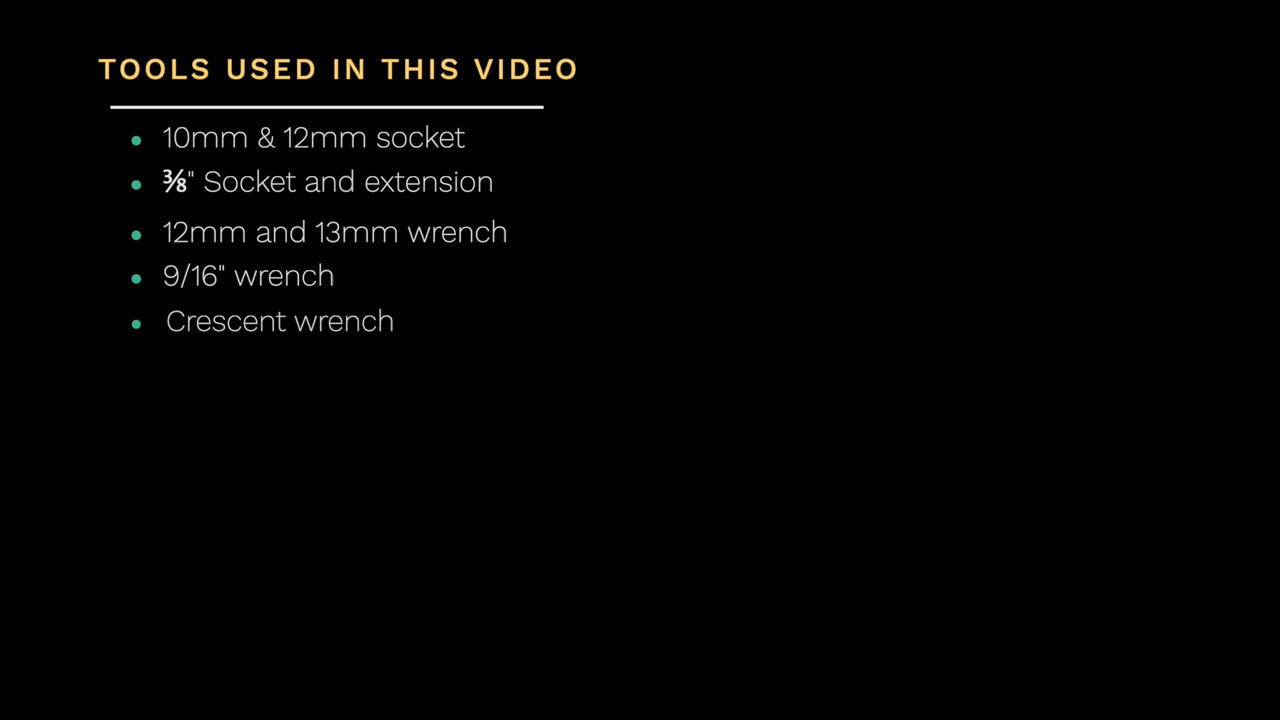 TOOLS USED IN THIS VIDEO
• 10mm & 12mm socket
• ⅜" Socket and extension
• 12mm and 13mm wrench
• 9/16" wrench
• Crescent wrench